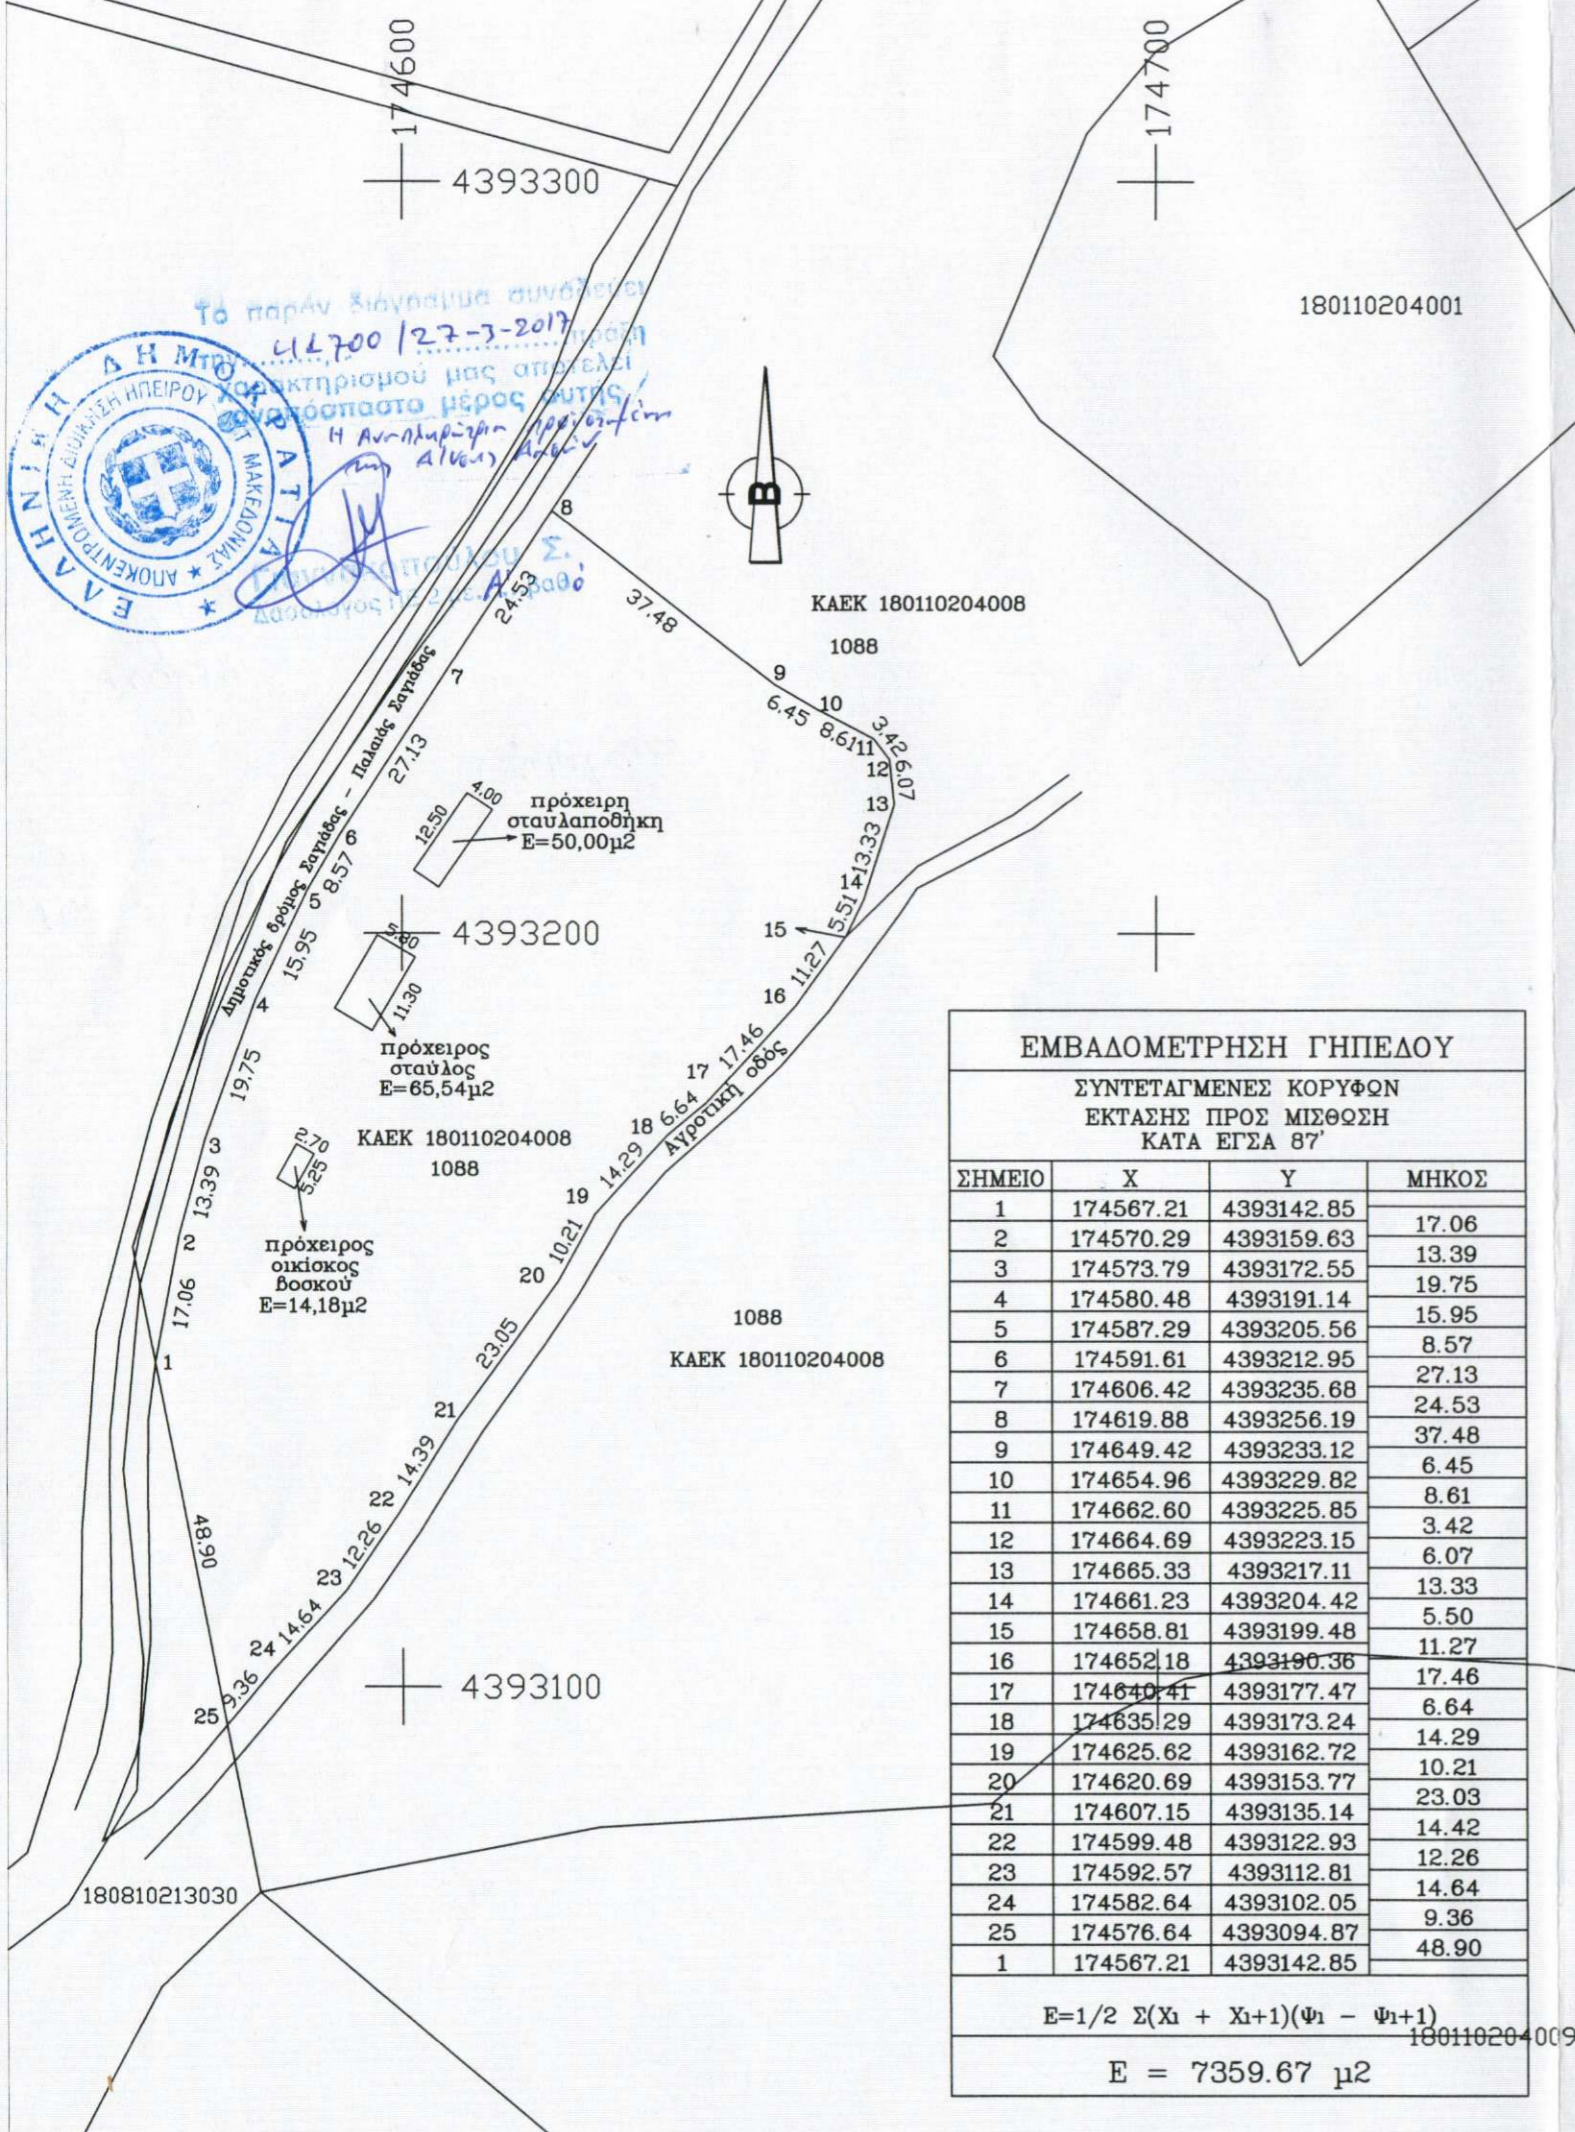 174600
174700
4393300
180110204001
Το παρόν διάγραμμα συνοδεύει
την 41700 / 27-3-2017 πράξη
χαρακτηρισμού μας αποτελεί
αναπόσπαστο μέρος αυτής
ΕΛΛΗΝΙΚΗ ΔΗΜΟΚΡΑΤΙΑ
ΑΠΟΚΕΝΤΡΩΜΕΝΗ ΔΙΟΙΚΗΣΗ ΗΠΕΙΡΟΥ
ΜΑΚΕΔΟΝΙΑΣ
Σ.
Β
8
24.53
37.48
ΚΑΕΚ 180110204008
1088
7
9
6.45
10
8.61
11
3.42
12
6.07
13
13.33
14
5.51
15
11.27
16
17.46
17
6.64
18
14.29
19
10.21
20
23.05
21
14.39
22
12.26
23
14.64
24
9.36
25
48.90
Δημοτικός δρόμος Σαγιάδας - Παλαιάς Σαγιάδας
27.13
6
8.57
5
15.95
4
19.75
3
13.39
2
17.06
1
4.00
12.50
πρόχειρη
σταυλαποθήκη
Ε=50,00μ2
4393200
5.80
11.30
πρόχειρος
σταύλος
Ε=65,54μ2
ΚΑΕΚ 180110204008
1088
2.70
5.25
πρόχειρος
οικίσκος
βοσκού
Ε=14,18μ2
Αγροτική οδός
1088
ΚΑΕΚ 180110204008
4393100
180810213030
ΕΜΒΑΔΟΜΕΤΡΗΣΗ ΓΗΠΕΔΟΥ
ΣΥΝΤΕΤΑΓΜΕΝΕΣ ΚΟΡΥΦΩΝ
ΕΚΤΑΣΗΣ ΠΡΟΣ ΜΙΣΘΩΣΗ
ΚΑΤΑ ΕΓΣΑ 87'
ΣΗΜΕΙΟ Χ Υ ΜΗΚΟΣ
1 174567.21 4393142.85
17.06
2 174570.29 4393159.63
13.39
3 174573.79 4393172.55
19.75
4 174580.48 4393191.14
15.95
5 174587.29 4393205.56
8.57
6 174591.61 4393212.95
27.13
7 174606.42 4393235.68
24.53
8 174619.88 4393256.19
37.48
9 174649.42 4393233.12
6.45
10 174654.96 4393229.82
8.61
11 174662.60 4393225.85
3.42
12 174664.69 4393223.15
6.07
13 174665.33 4393217.11
13.33
14 174661.23 4393204.42
5.50
15 174658.81 4393199.48
11.27
16 174652.18 4393190.36
17.46
17 174640.41 4393177.47
6.64
18 174635.29 4393173.24
14.29
19 174625.62 4393162.72
10.21
20 174620.69 4393153.77
23.03
21 174607.15 4393135.14
14.42
22 174599.48 4393122.93
12.26
23 174592.57 4393112.81
14.64
24 174582.64 4393102.05
9.36
25 174576.64 4393094.87
48.90
1 174567.21 4393142.85
Ε=1/2 Σ(Χι + Χι+1)(Ψι - Ψι+1)
180110204009
Ε = 7359.67 μ2